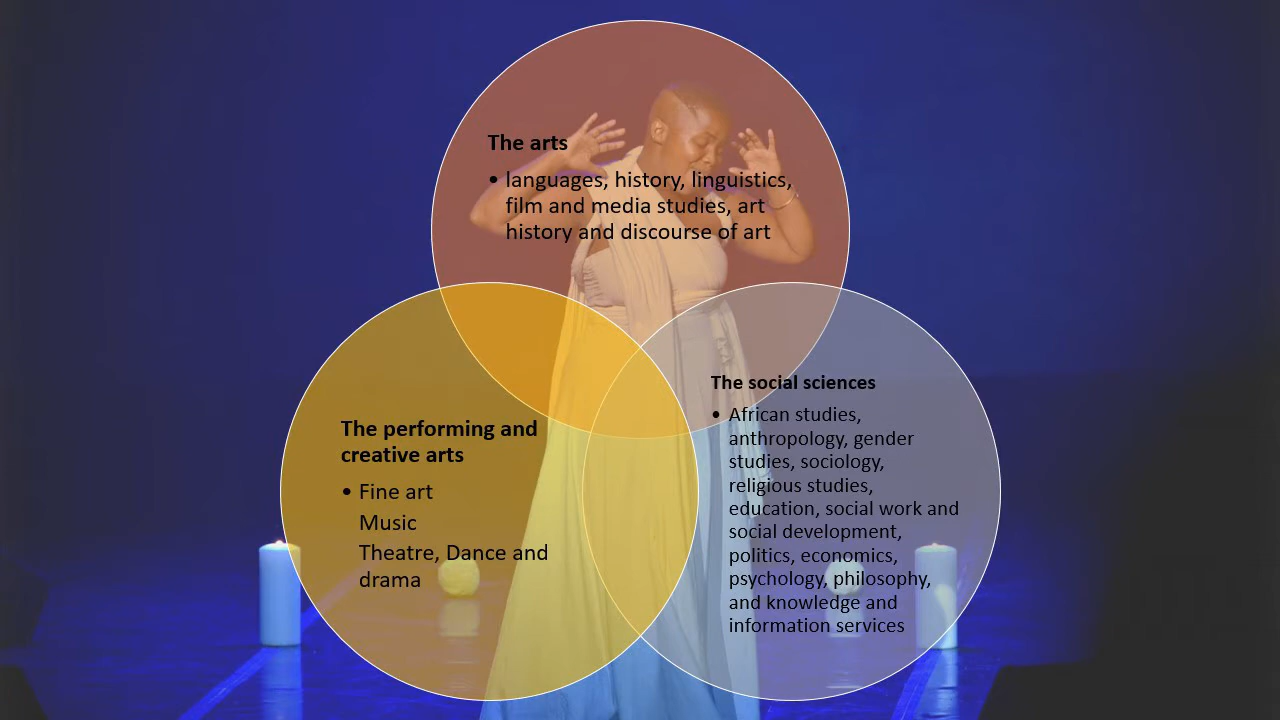 The arts
• languages, history, linguistics,
film and media studies, art
history and discourse of art
The performing and
creative arts
• Fine art
Music
Theatre, Dance and
drama
The social sciences
• African studies,
anthropology, gender
studies, sociology,
religious studies,
education, social work and
social development,
politics, economics,
psychology, philosophy,
and knowledge and
information services